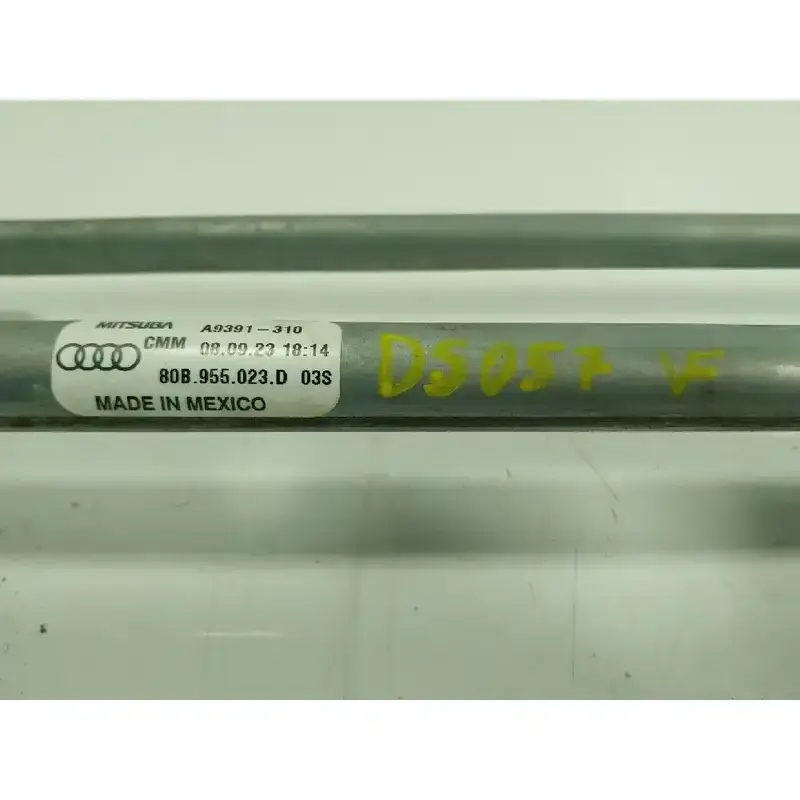 MITSUBA A9391-310
CMM 08.09.23 18:14
80B.955.023.D 03S
MADE IN MEXICO
DS057 VF